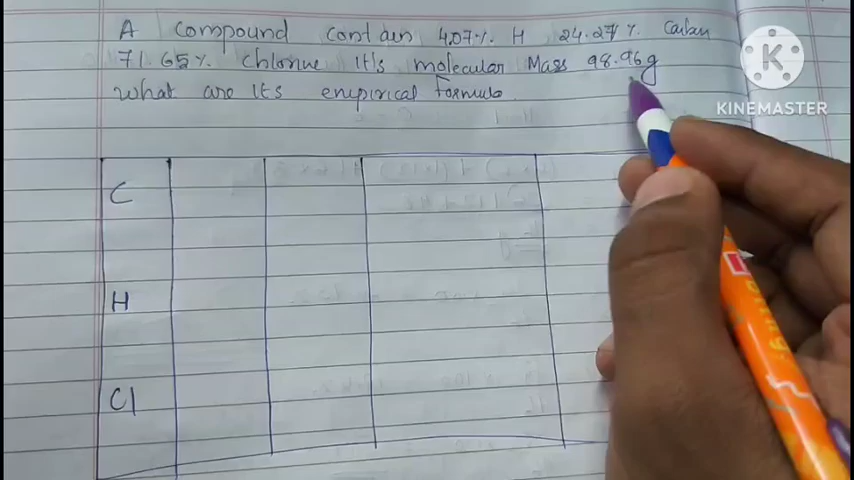 A compound contain 4.07% H 24.27% Carbon
71.65% chlorine It's molecular Mass 98.96g
what are its empirical formula
C
H
Cl
K
KINEMASTER